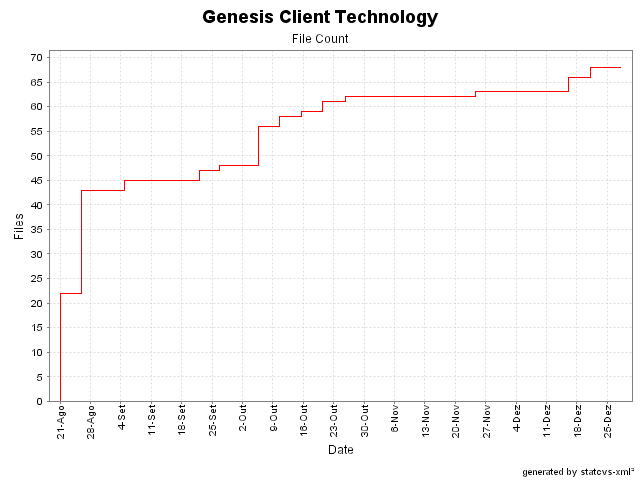 Genesis Client Technology
File Count
70
65
60
55
50
45
40
35
30
25
20
15
10
5
0
Files
21-Ago
28-Ago
4-Set
11-Set
18-Set
25-Set
2-Out
9-Out
16-Out
23-Out
30-Out
6-Nov
13-Nov
20-Nov
27-Nov
4-Dez
11-Dez
18-Dez
25-Dez
Date
generated by statcvs-xml²